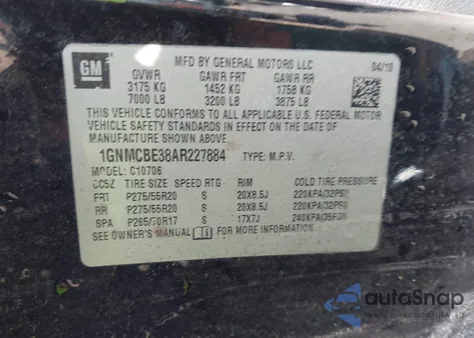 GM
MFD BY GENERAL MOTORS LLC
04/10
GVWR GAWR FRT GAWR RR
3175 KG 1452 KG 1758 KG
7000 LB 3200 LB 3875 LB
THIS VEHICLE CONFORMS TO ALL APPLICABLE U.S. FEDERAL MOTOR
VEHICLE SAFETY STANDARDS IN EFFECT ON THE DATE OF
MANUFACTURE SHOWN ABOVE.
1GNMCBE38AR227884 TYPE: M.P.V.
MODEL: C10706
CC5Z TIRE SIZE SPEED RTG RIM COLD TIRE PRESSURE
FRT P275/55R20 S 20X8.5J 220KPA(32PSI)
RR P275/55R20 S 20X8.5J 220KPA(32PSI)
SPA P265/70R17 S 17X7J 240KPA(35PSI)
SEE OWNER'S MANUAL FOR MORE INFORMATION
autoSnap